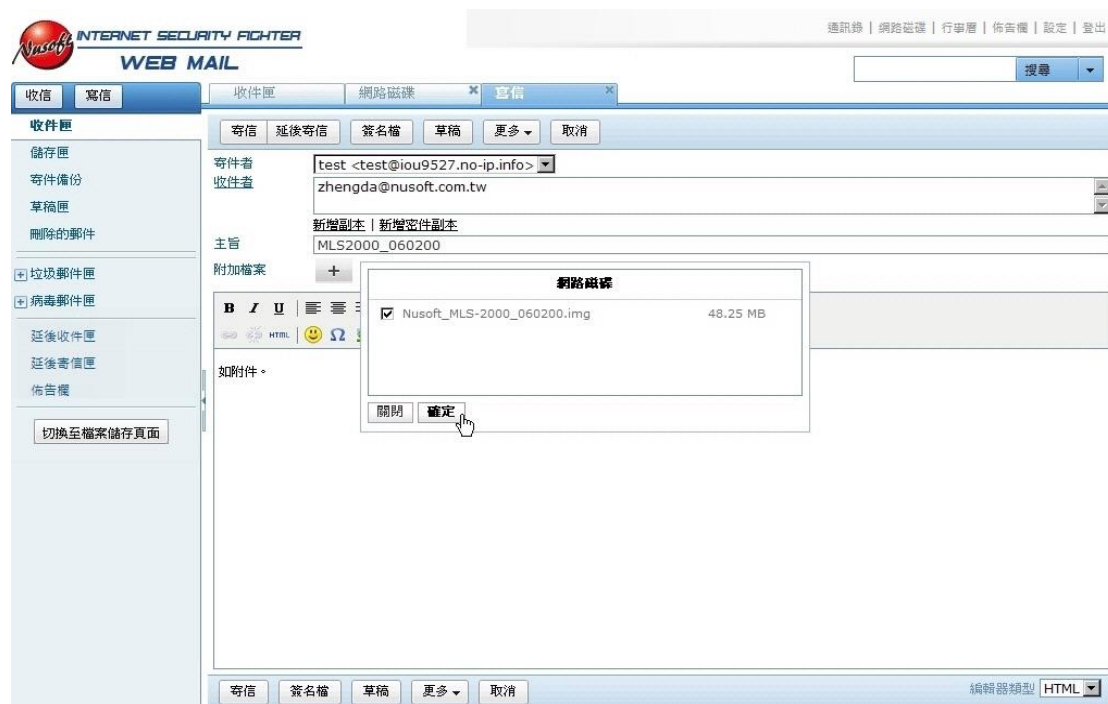 Nusoft INTERNET SECURITY FIGHTER
WEB MAIL
通訊錄 | 網路磁碟 | 行事曆 | 佈告欄 | 設定 | 登出
搜尋
收信 寫信
收件匣 網路磁碟 寫信
收件匣
儲存匣
寄件備份
草稿匣
刪除的郵件
垃圾郵件匣
病毒郵件匣
延後收件匣
延後寄信匣
佈告欄
切換至檔案儲存頁面
寄信 延後寄信 簽名檔 草稿 更多 取消
寄件者 test <test@iou9527.no-ip.info>
收件者 zhengda@nusoft.com.tw
新增副本 | 新增密件副本
主旨 MLS2000_060200
附加檔案 +
B I U
HTML Ω
網路磁碟
Nusoft_MLS-2000_060200.img 48.25 MB
關閉 確定
如附件。
寄信 簽名檔 草稿 更多 取消
編輯器類型 HTML